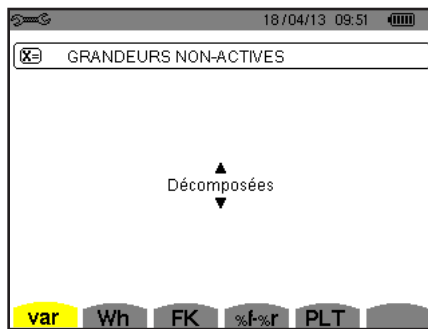 18/04/13 09:51
X= GRANDEURS NON-ACTIVES
Décomposées
var Wh FK %f-%r PLT